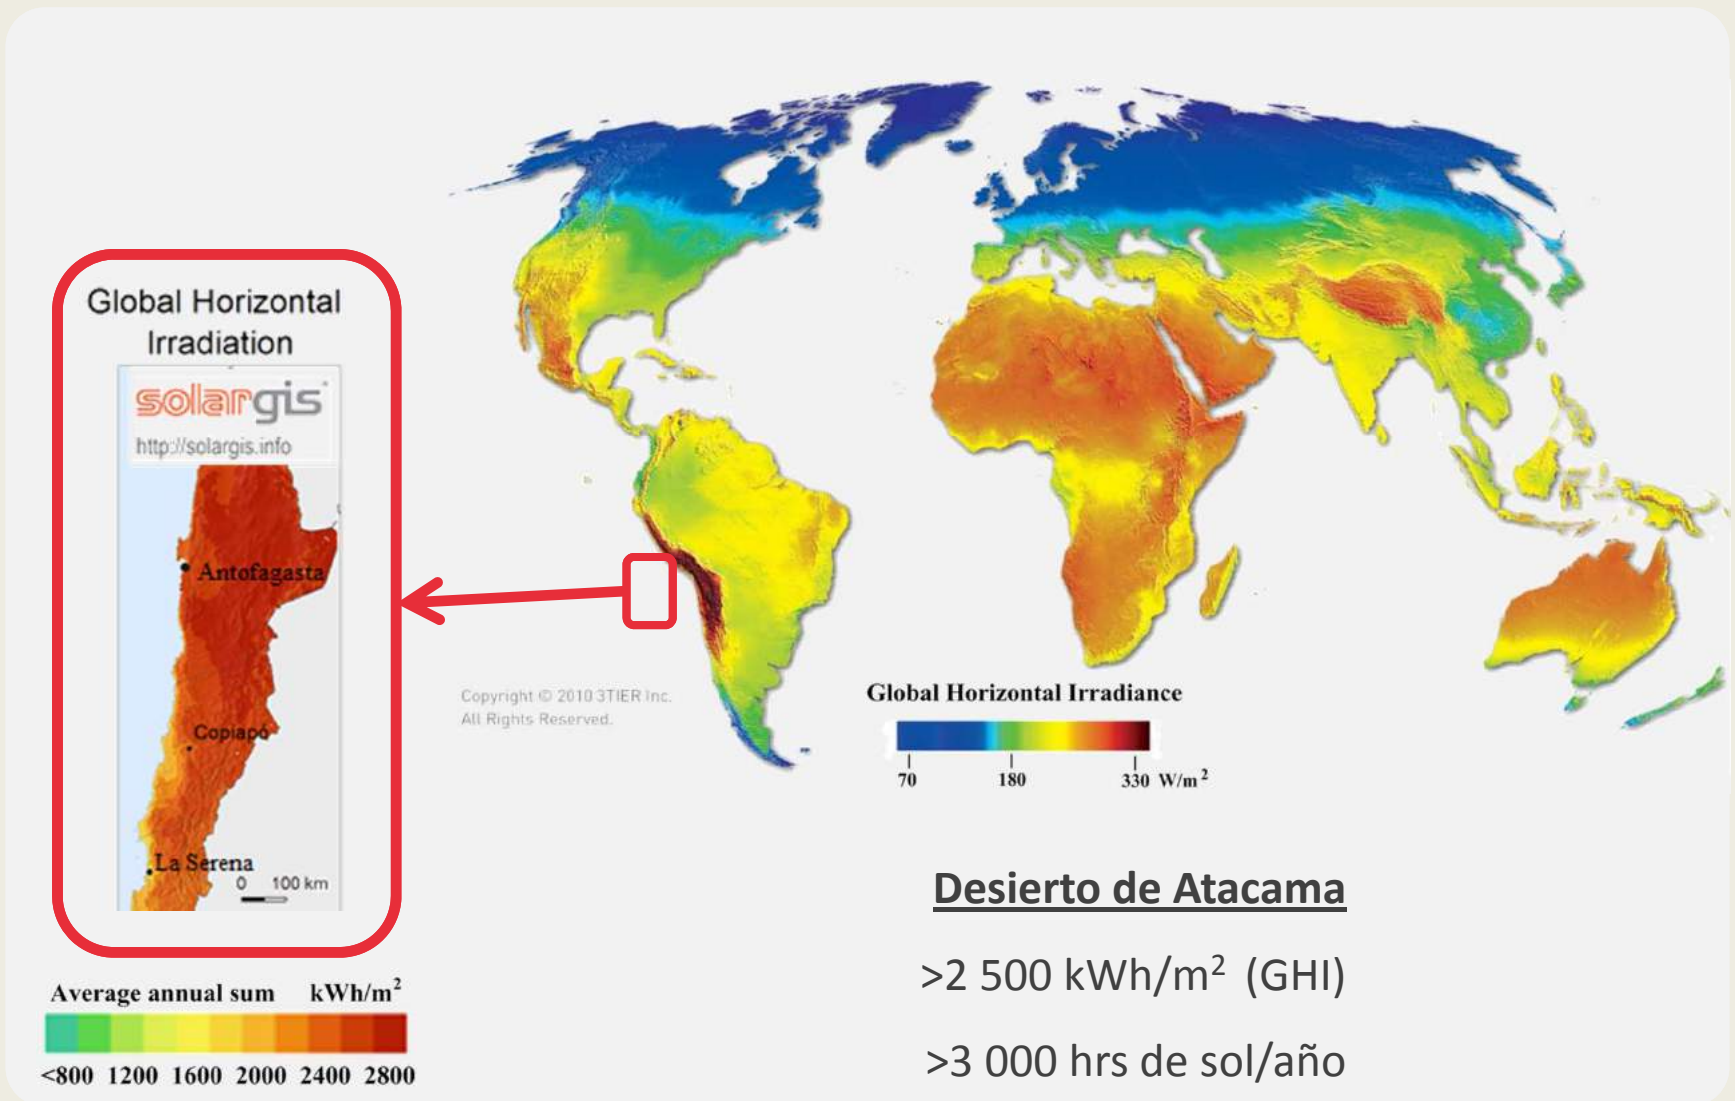 Global Horizontal
Irradiation
solargis
http://solargis.info
Antofagasta
Copiapó
La Serena
0 100 km
Average annual sum kWh/m²
<800 1200 1600 2000 2400 2800
Copyright © 2010 3TIER Inc.
All Rights Reserved.
Global Horizontal Irradiance
70 180 330 W/m²
Desierto de Atacama
>2 500 kWh/m² (GHI)
>3 000 hrs de sol/año